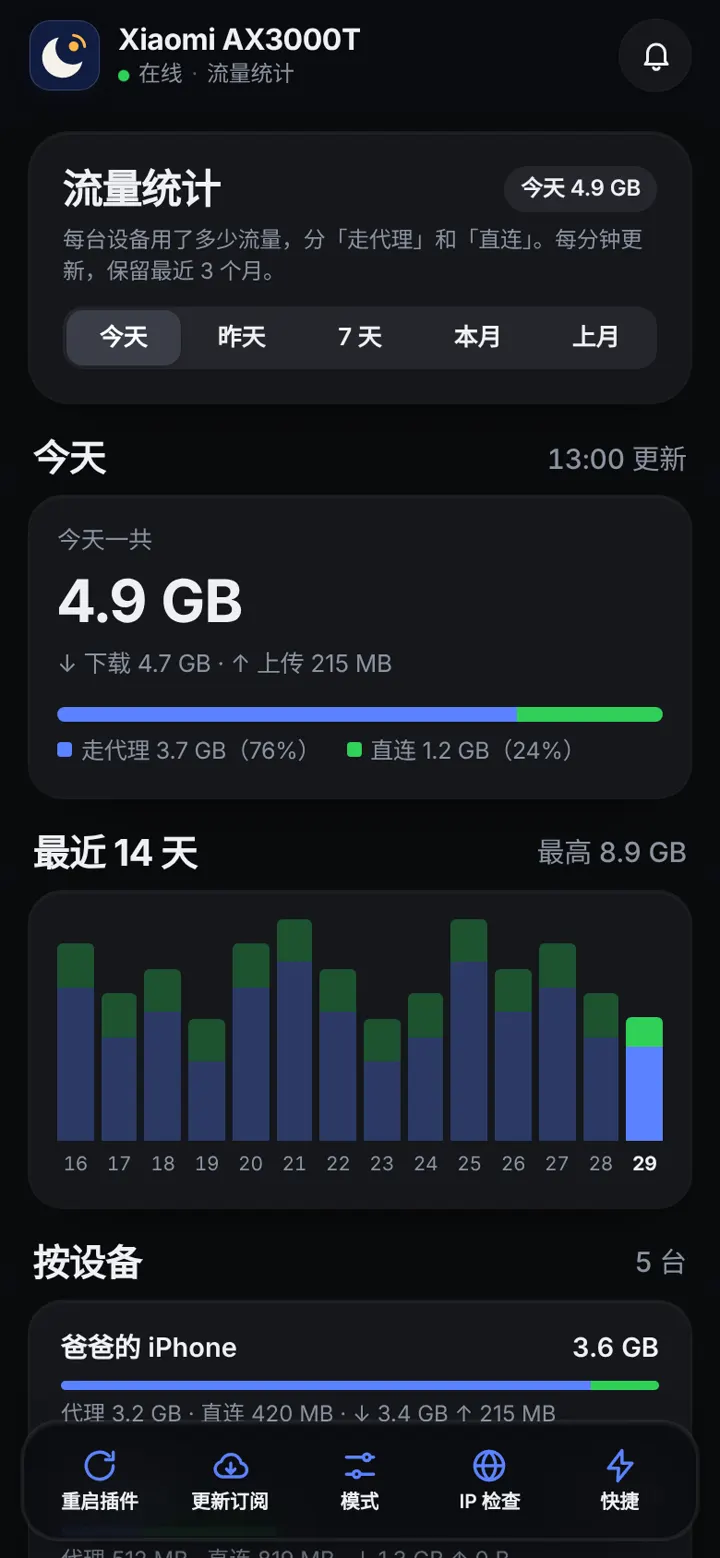 Xiaomi AX3000T
在线 · 流量统计
流量统计
今天 4.9 GB
每台设备用了多少流量，分「走代理」和「直连」。每分钟更
新，保留最近 3 个月。
今天 昨天 7 天 本月 上月
今天
13:00 更新
今天一共
4.9 GB
↓ 下载 4.7 GB · ↑ 上传 215 MB
走代理 3.7 GB（76%） 直连 1.2 GB（24%）
最近 14 天
最高 8.9 GB
16 17 18 19 20 21 22 23 24 25 26 27 28 29
按设备
5 台
爸爸的 iPhone
3.6 GB
代理 3.2 GB · 直连 420 MB · ↓ 3.4 GB ↑ 215 MB
重启插件 更新订阅 模式 IP 检查 快捷